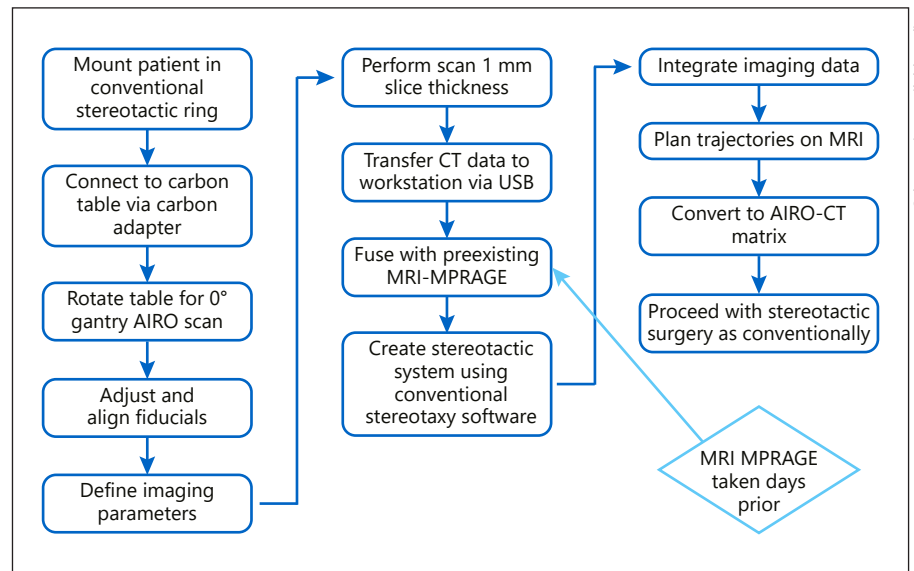 Mount patient in
conventional
stereotactic ring
Connect to carbon
table via carbon
adapter
Rotate table for 0°
gantry AIRO scan
Adjust and
align fiducials
Define imaging
parameters
Perform scan 1 mm
slice thickness
Transfer CT data to
workstation via USB
Fuse with preexisting
MRI-MPRAGE
Create stereotactic
system using
conventional
stereotaxy software
Integrate imaging data
Plan trajectories on MRI
Convert to AIRO-CT
matrix
Proceed with stereotactic
surgery as conventionally
MRI MPRAGE
taken days
prior